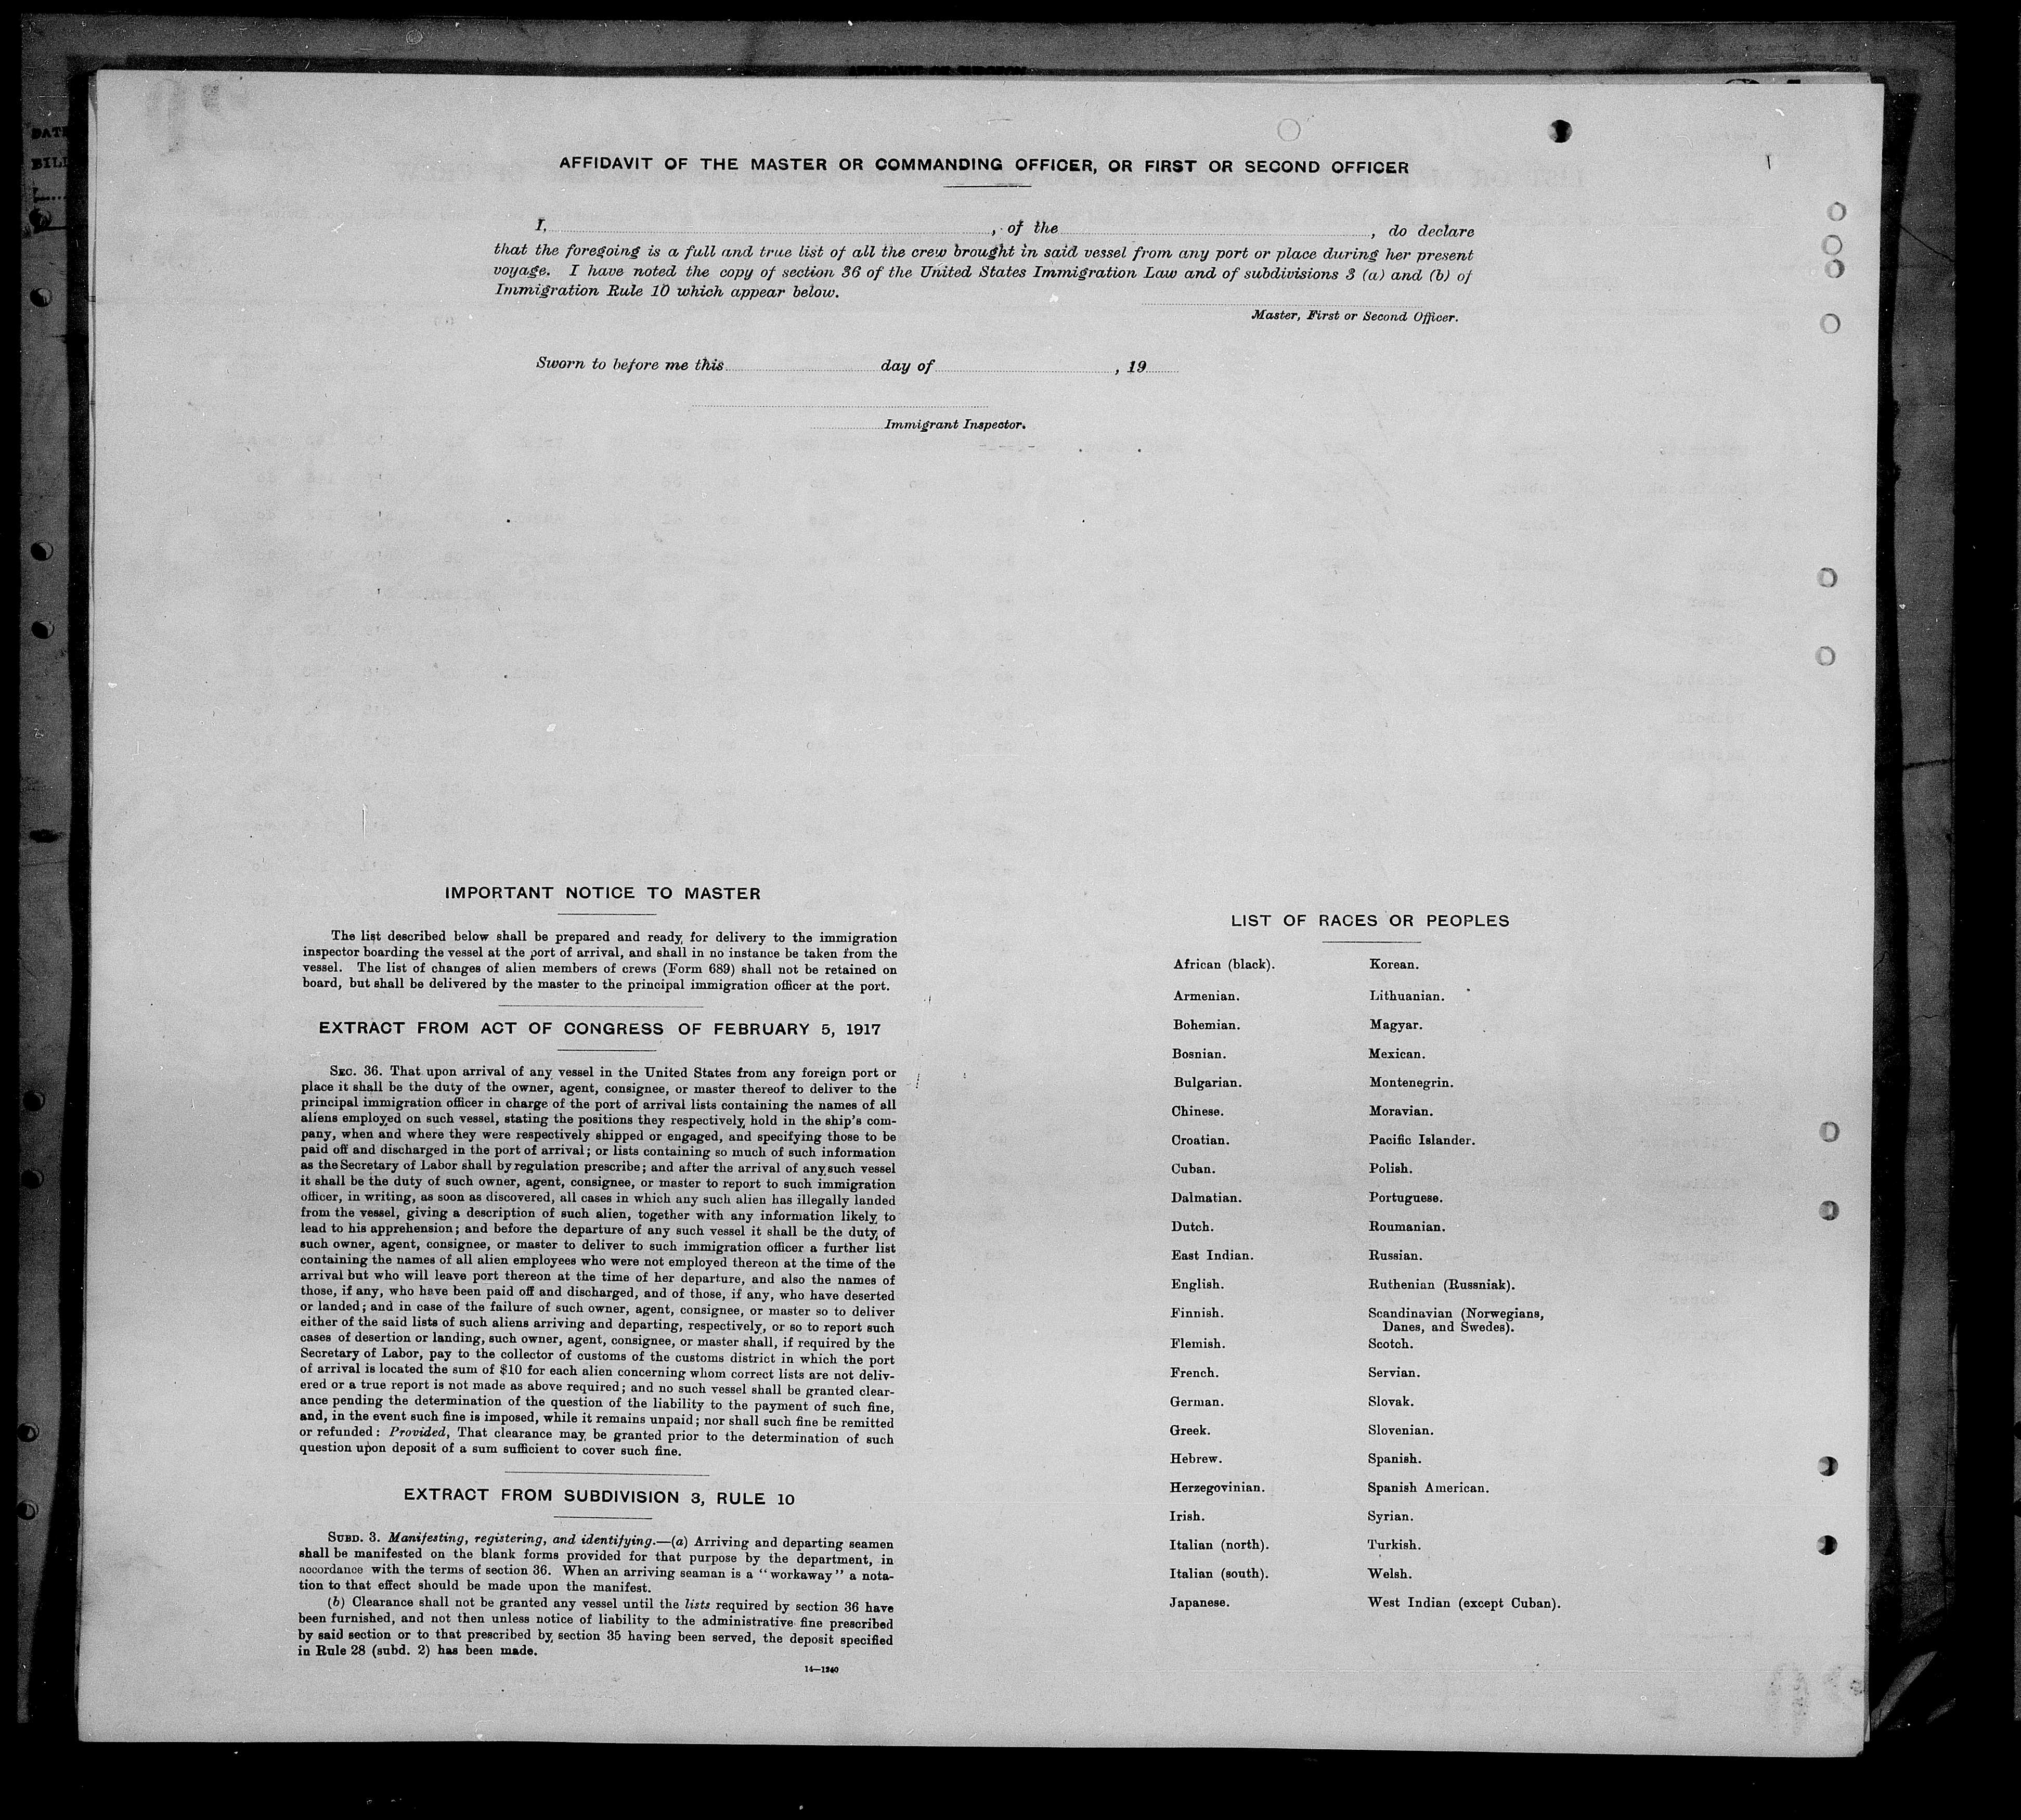 DATE
BILL
AFFIDAVIT OF THE MASTER OR COMMANDING OFFICER, OR FIRST OR SECOND OFFICER
I, , of the , do declare
that the foregoing is a full and true list of all the crew brought in said vessel from any port or place during her present
voyage. I have noted the copy of section 36 of the United States Immigration Law and of subdivisions 3 (a) and (b) of
Immigration Rule 10 which appear below.
Master, First or Second Officer.
Sworn to before me this day of , 19
Immigrant Inspector.
IMPORTANT NOTICE TO MASTER
The list described below shall be prepared and ready for delivery to the immigration
inspector boarding the vessel at the port of arrival, and shall in no instance be taken from the
vessel. The list of changes of alien members of crews (Form 689) shall not be retained on
board, but shall be delivered by the master to the principal immigration officer at the port.
EXTRACT FROM ACT OF CONGRESS OF FEBRUARY 5, 1917
SEC. 36. That upon arrival of any vessel in the United States from any foreign port or
place it shall be the duty of the owner, agent, consignee, or master thereof to deliver to the
principal immigration officer in charge of the port of arrival lists containing the names of all
aliens employed on such vessel, stating the positions they respectively hold in the ship's com-
pany, when and where they were respectively shipped or engaged, and specifying those to be
paid off and discharged in the port of arrival; or lists containing so much of such information
as the Secretary of Labor shall by regulation prescribe; and after the arrival of any such vessel
it shall be the duty of such owner, agent, consignee, or master to report to such immigration
officer, in writing, as soon as discovered, all cases in which any such alien has illegally landed
from the vessel, giving a description of such alien, together with any information likely to
lead to his apprehension; and before the departure of any such vessel it shall be the duty of
such owner, agent, consignee, or master to deliver to such immigration officer a further list
containing the names of all alien employees who were not employed thereon at the time of the
arrival but who will leave port thereon at the time of her departure, and also the names of
those, if any, who have been paid off and discharged, and of those, if any, who have deserted
or landed; and in case of the failure of such owner, agent, consignee, or master so to deliver
either of the said lists of such aliens arriving and departing, respectively, or so to report such
cases of desertion or landing, such owner, agent, consignee, or master shall, if required by the
Secretary of Labor, pay to the collector of customs of the customs district in which the port
of arrival is located the sum of $10 for each alien concerning whom correct lists are not deliv-
ered or a true report is not made as above required; and no such vessel shall be granted clear-
ance pending the determination of the question of the liability to the payment of such fine,
and, in the event such fine is imposed, while it remains unpaid; nor shall such fine be remitted
or refunded: Provided, That clearance may be granted prior to the determination of such
question upon deposit of a sum sufficient to cover such fine.
EXTRACT FROM SUBDIVISION 3, RULE 10
SUBD. 3. Manifesting, registering, and identifying.—(a) Arriving and departing seamen
shall be manifested on the blank forms provided for that purpose by the department, in
accordance with the terms of section 36. When an arriving seaman is a "workaway" a nota-
tion to that effect should be made upon the manifest.
(b) Clearance shall not be granted any vessel until the lists required by section 36 have
been furnished, and not then unless notice of liability to the administrative fine prescribed
by said section or to that prescribed by section 35 having been served, the deposit specified
in Rule 28 (subd. 2) has been made.
14—1240
LIST OF RACES OR PEOPLES
African (black).
Armenian.
Bohemian.
Bosnian.
Bulgarian.
Chinese.
Croatian.
Cuban.
Dalmatian.
Dutch.
East Indian.
English.
Finnish.
Flemish.
French.
German.
Greek.
Hebrew.
Herzegovinian.
Irish.
Italian (north).
Italian (south).
Japanese.
Korean.
Lithuanian.
Magyar.
Mexican.
Montenegrin.
Moravian.
Pacific Islander.
Polish.
Portuguese.
Roumanian.
Russian.
Ruthenian (Russniak).
Scandinavian (Norwegians,
Danes, and Swedes).
Scotch.
Servian.
Slovak.
Slovenian.
Spanish.
Spanish American.
Syrian.
Turkish.
Welsh.
West Indian (except Cuban).